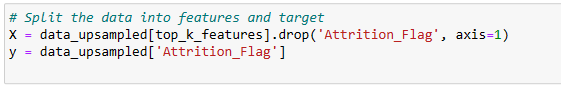 # Split the data into features and target
X = data_upsampled[top_k_features].drop('Attrition_Flag', axis=1)
y = data_upsampled['Attrition_Flag']